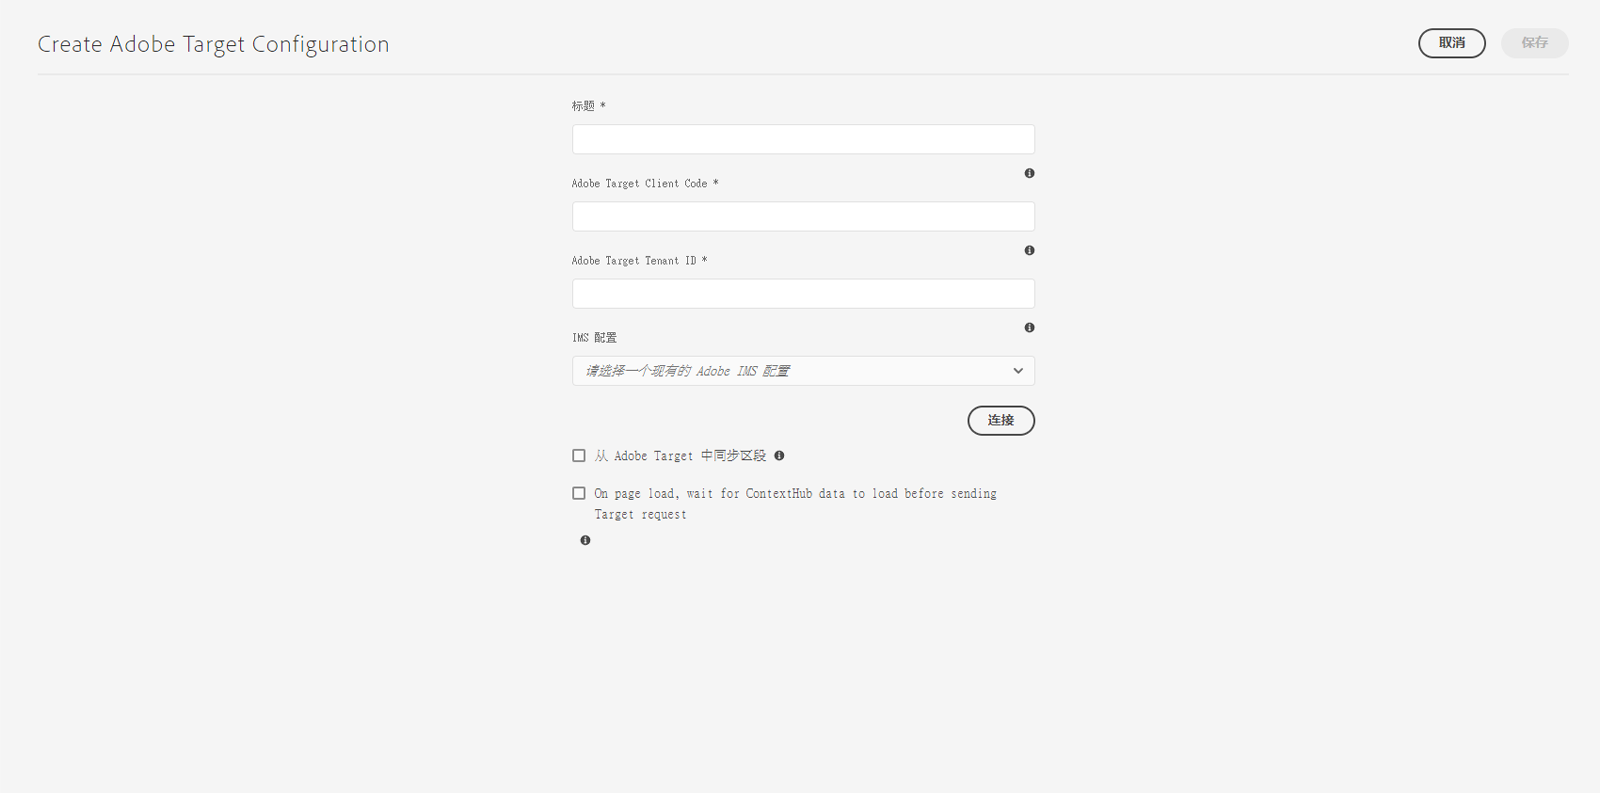 Create Adobe Target Configuration
取消
保存
标题 *
Adobe Target Client Code *
Adobe Target Tenant ID *
IMS 配置
请选择一个现有的 Adobe IMS 配置
连接
从 Adobe Target 中同步区段
On page load, wait for ContextHub data to load before sending
Target request